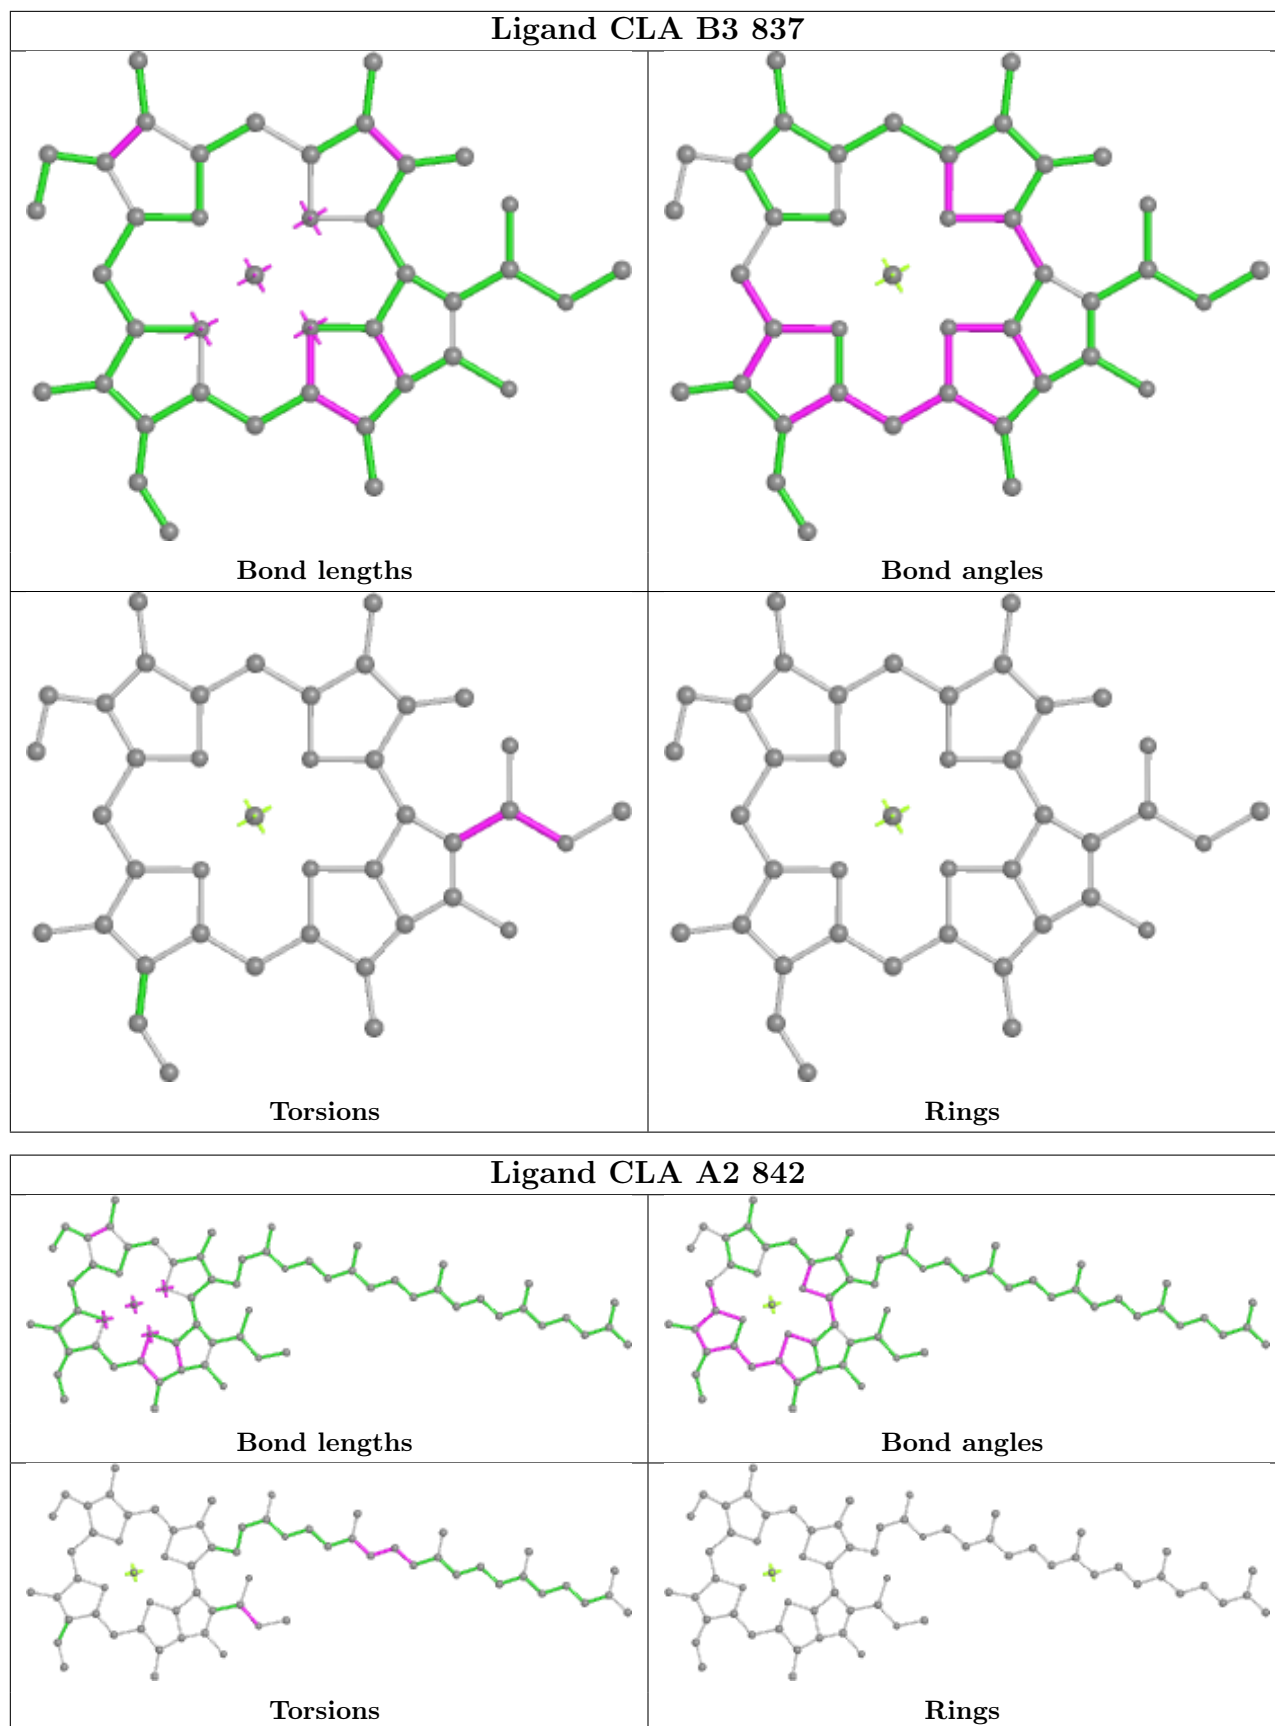 Ligand CLA B3 837
Bond lengths
Bond angles
Torsions
Rings
Ligand CLA A2 842
Bond lengths
Bond angles
Torsions
Rings